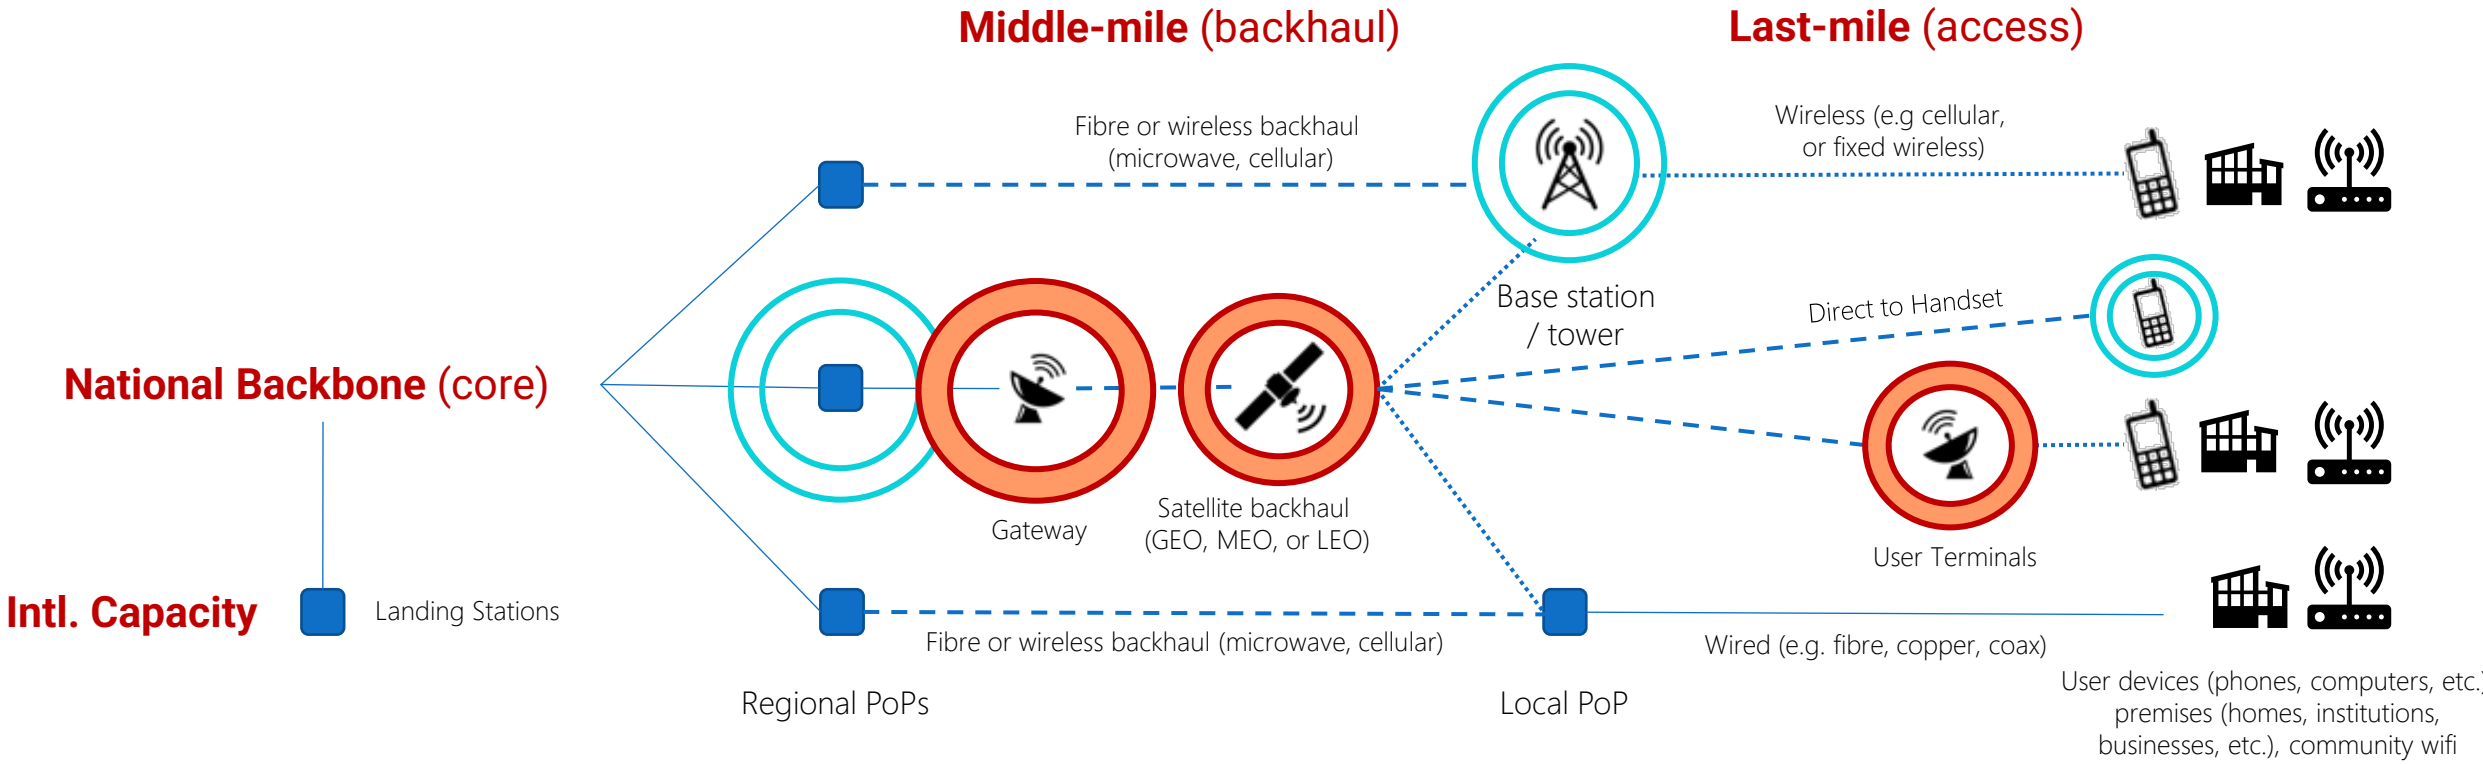 Middle-mile (backhaul)
Last-mile (access)
Fibre or wireless backhaul
(microwave, cellular)
Wireless (e.g cellular,
or fixed wireless)
Base station
/ tower
Direct to Handset
National Backbone (core)
Gateway
Satellite backhaul
(GEO, MEO, or LEO)
User Terminals
Intl. Capacity
Landing Stations
Fibre or wireless backhaul (microwave, cellular)
Wired (e.g. fibre, copper, coax)
Regional PoPs
Local PoP
User devices (phones, computers, etc.)
premises (homes, institutions,
businesses, etc.), community wifi